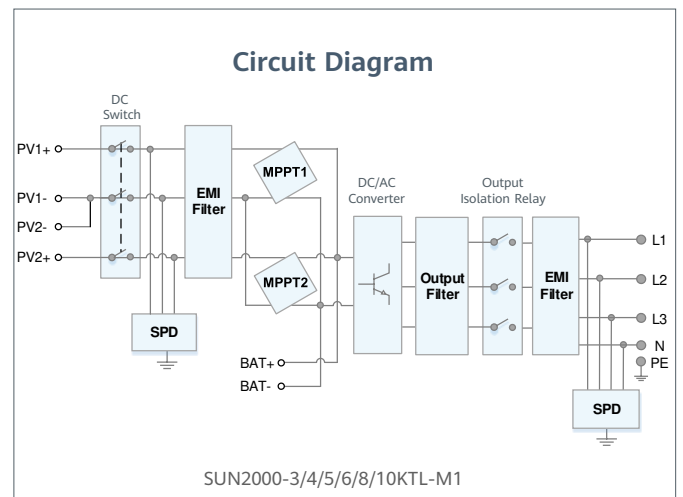 Circuit Diagram
DC
Switch
PV1+
PV1-
PV2-
PV2+
EMI
Filter
SPD
MPPT1
MPPT2
BAT+
BAT-
DC/AC
Converter
Output
Filter
Output
Isolation Relay
EMI
Filter
L1
L2
L3
N
PE
SPD
SUN2000-3/4/5/6/8/10KTL-M1